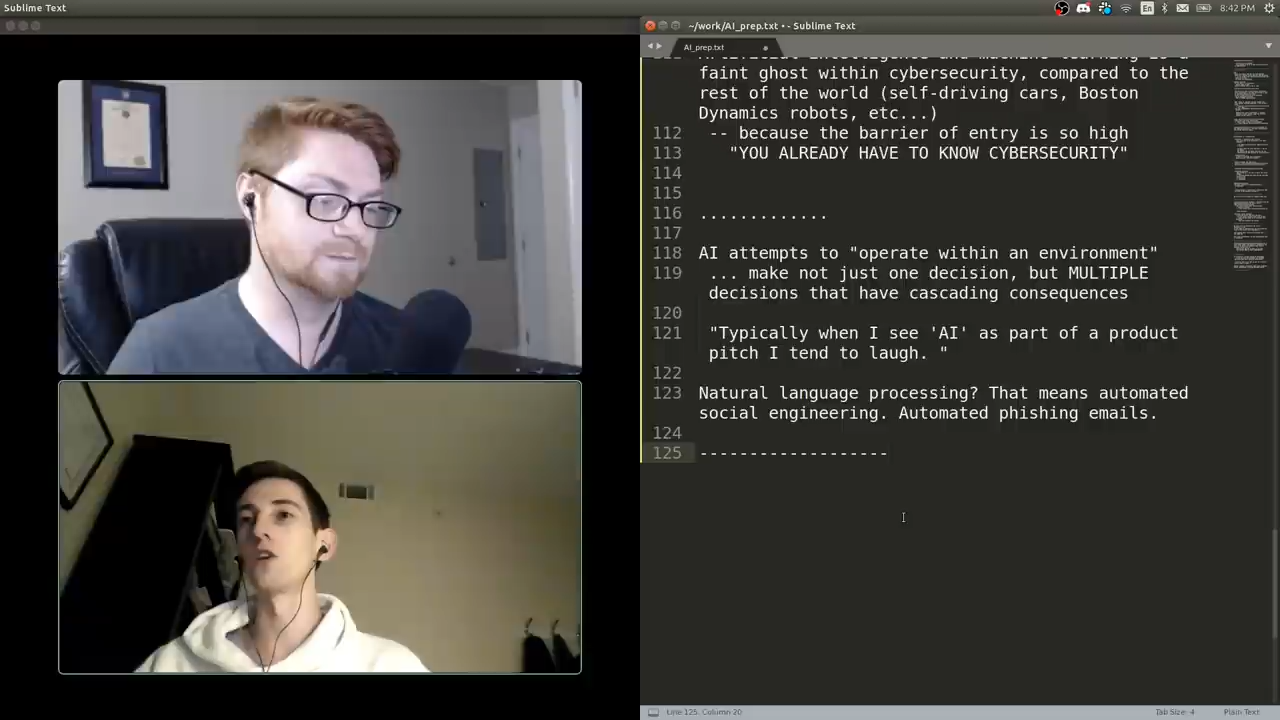 Sublime Text
En
8:42 PM
~/work/AI_prep.txt • - Sublime Text
AI_prep.txt
faint ghost within cybersecurity, compared to the
rest of the world (self-driving cars, Boston
Dynamics robots, etc...)
112 -- because the barrier of entry is so high
113 "YOU ALREADY HAVE TO KNOW CYBERSECURITY"
114
115
116 .............
117
118 AI attempts to "operate within an environment"
119 ... make not just one decision, but MULTIPLE
decisions that have cascading consequences
120
121 "Typically when I see 'AI' as part of a product
pitch I tend to laugh. "
122
123 Natural language processing? That means automated
social engineering. Automated phishing emails.
124
125 -------------------
Line 125, Column 20
Tab Size: 4
Plain Text